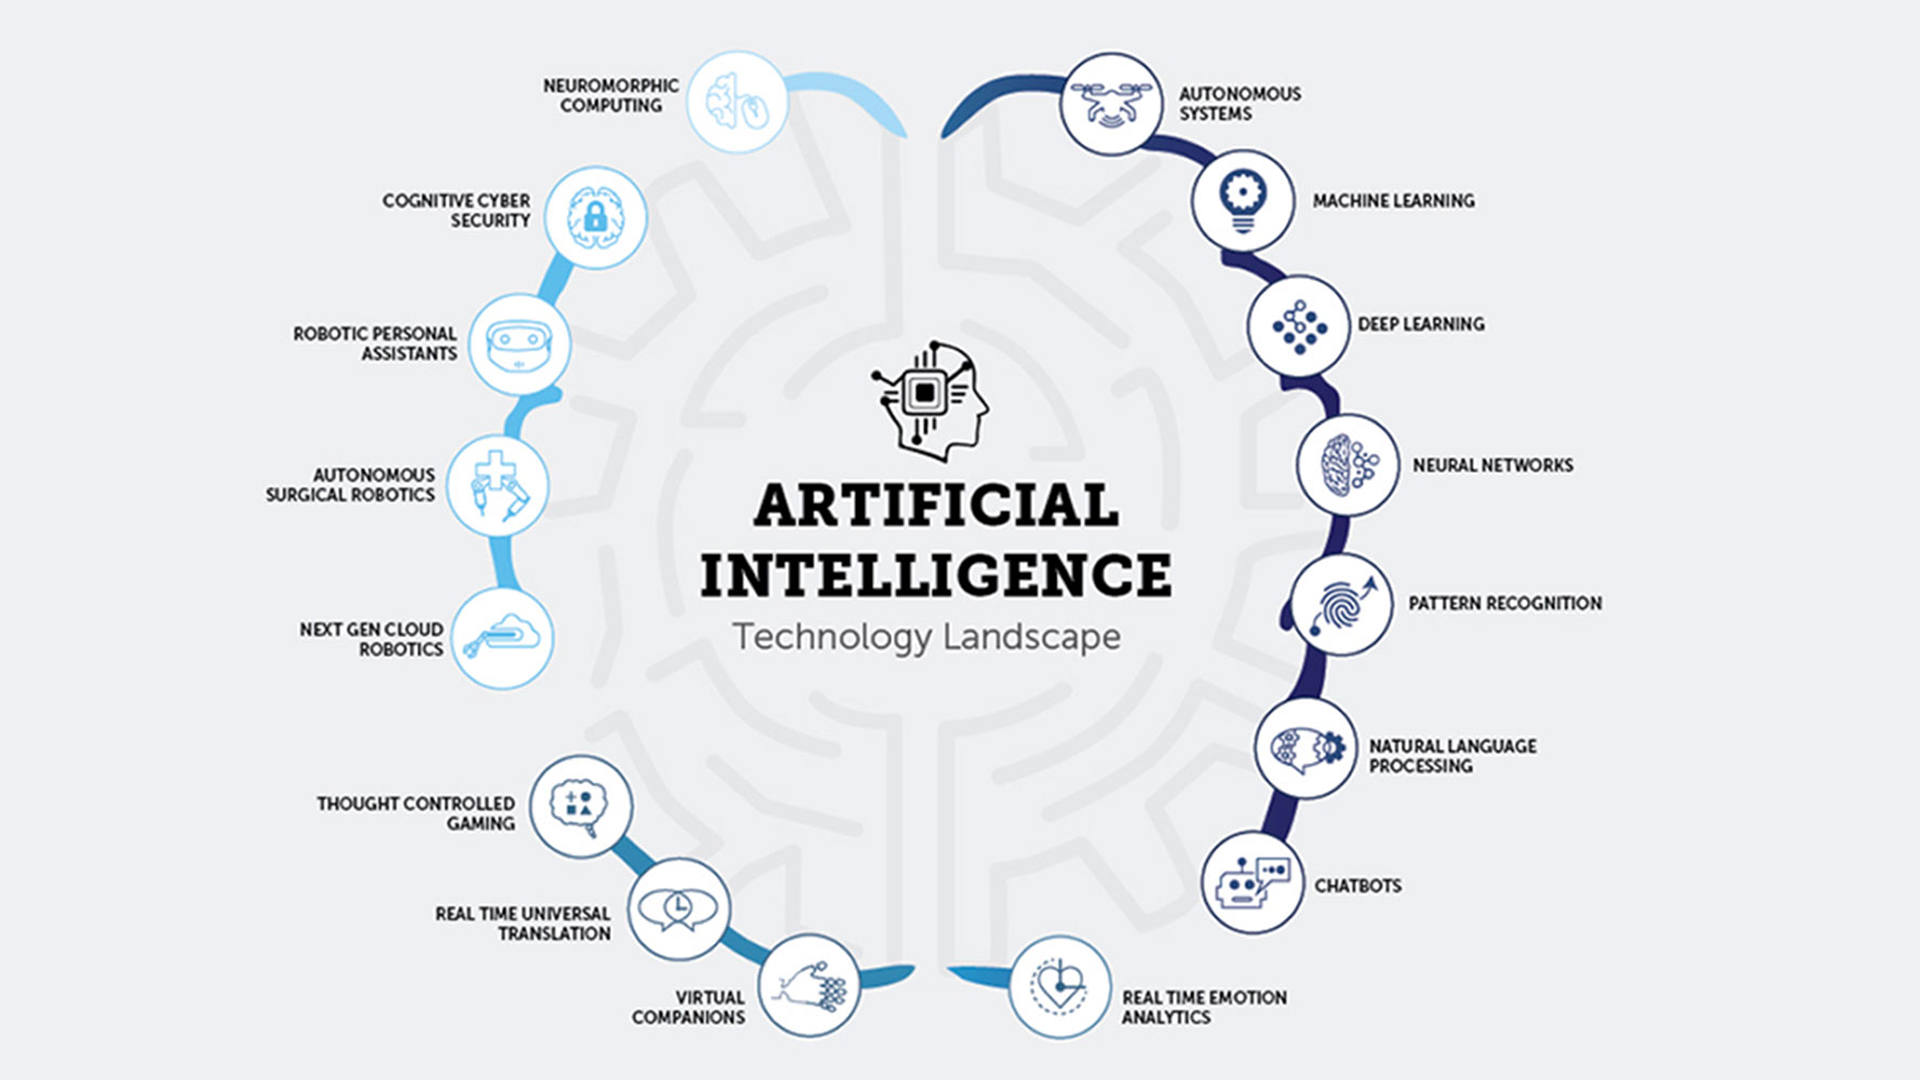 NEUROMORPHIC
COMPUTING
COGNITIVE CYBER
SECURITY
ROBOTIC PERSONAL
ASSISTANTS
AUTONOMOUS
SURGICAL ROBOTICS
NEXT GEN CLOUD
ROBOTICS
THOUGHT CONTROLLED
GAMING
REAL TIME UNIVERSAL
TRANSLATION
VIRTUAL
COMPANIONS
ARTIFICIAL
INTELLIGENCE
Technology Landscape
AUTONOMOUS
SYSTEMS
MACHINE LEARNING
DEEP LEARNING
NEURAL NETWORKS
PATTERN RECOGNITION
NATURAL LANGUAGE
PROCESSING
CHATBOTS
REAL TIME EMOTION
ANALYTICS